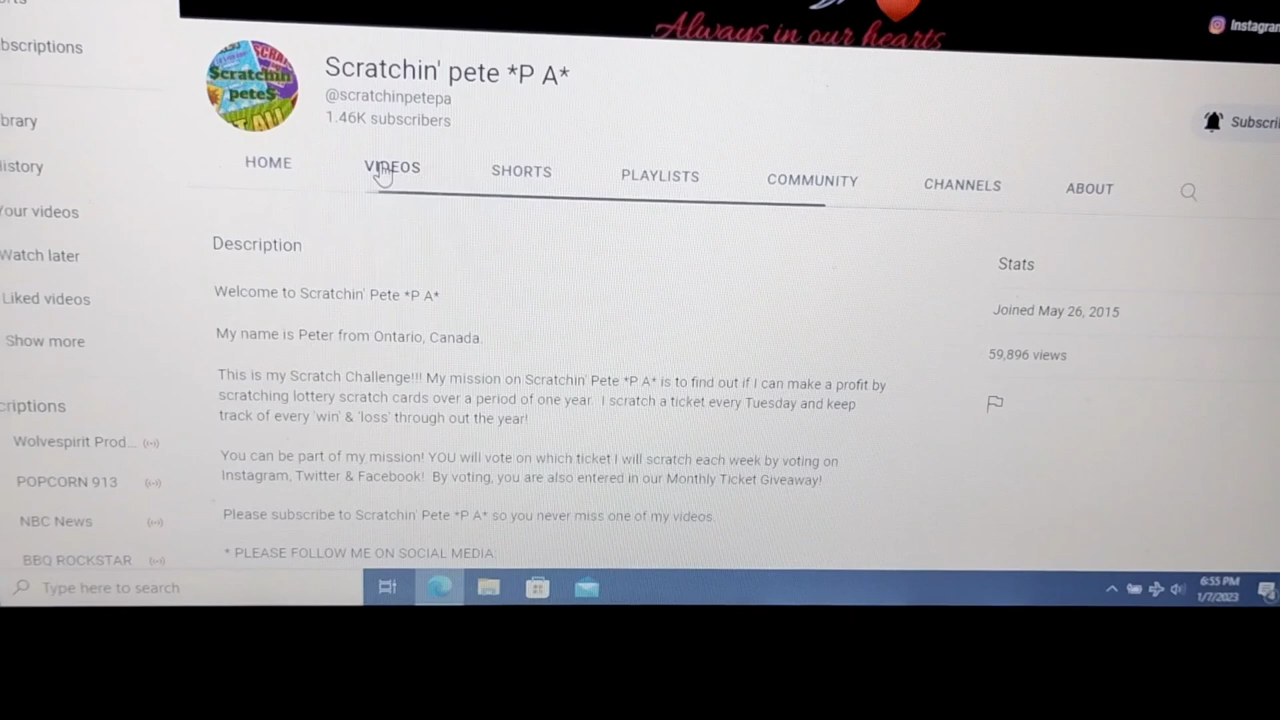 Always in our hearts
Instagra
bscriptions
Scratchin' pete *P A*
@scratchinpetepa
1.46K subscribers
SCRA
Scratchin
pete$
T ALL
Subscri
brary
HOME VIDEOS SHORTS PLAYLISTS COMMUNITY CHANNELS ABOUT
istory
Your videos
Watch later
Liked videos
Show more
Description
Stats
Welcome to Scratchin' Pete *P A*
Joined May 26, 2015
My name is Peter from Ontario, Canada.
59,896 views
This is my Scratch Challenge!!! My mission on Scratchin' Pete *P A* is to find out if I can make a profit by
scratching lottery scratch cards over a period of one year. I scratch a ticket every Tuesday and keep
track of every 'win' & 'loss' through out the year!
You can be part of my mission! YOU will vote on which ticket I will scratch each week by voting on
Instagram, Twitter & Facebook! By voting, you are also entered in our Monthly Ticket Giveaway!
Please subscribe to Scratchin' Pete *P A* so you never miss one of my videos.
* PLEASE FOLLOW ME ON SOCIAL MEDIA:
criptions
Wolvespirit Prod...
POPCORN 913
NBC News
BBQ ROCKSTAR
Type here to search
6:55 PM
1/7/2023